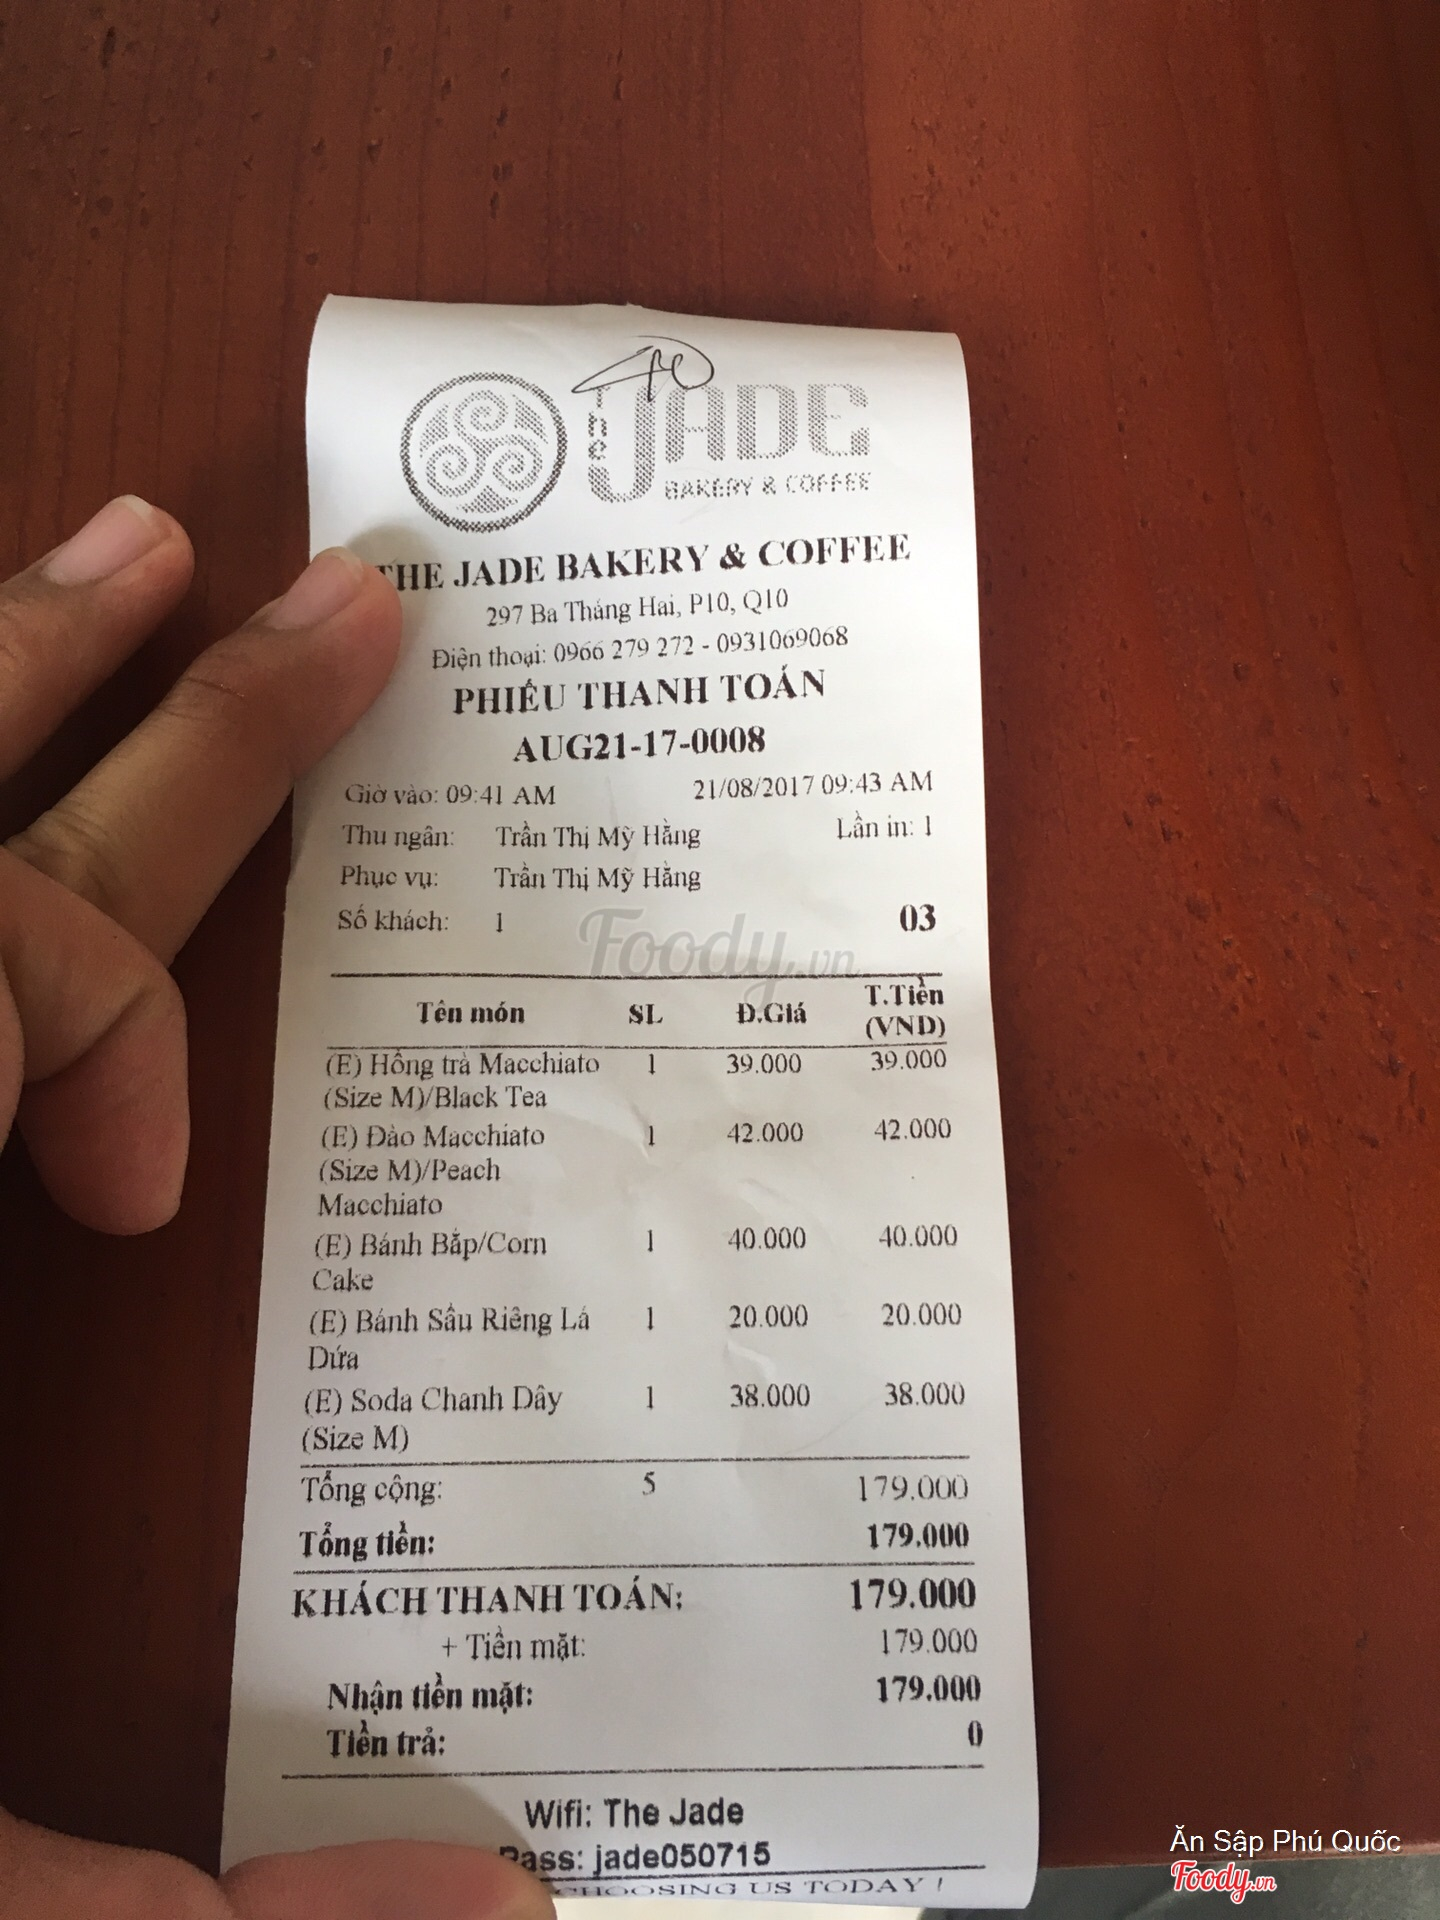 The JADE
BAKERY & COFFEE
THE JADE BAKERY & COFFEE
297 Ba Tháng Hai, P10, Q10
Điện thoại: 0966 279 272 - 0931069068
PHIẾU THANH TOÁN
AUG21-17-0008
Giờ vào: 09:41 AM 21/08/2017 09:43 AM
Thu ngân: Trần Thị Mỹ Hằng Lần in: 1
Phục vụ: Trần Thị Mỹ Hằng
Số khách: 1 03
Foody.vn
Tên món SL Đ.Giá T.Tiền (VND)
(E) Hồng trà Macchiato 1 39.000 39.000
(Size M)/Black Tea
(E) Đào Macchiato 1 42.000 42.000
(Size M)/Peach
Macchiato
(E) Bánh Bắp/Corn 1 40.000 40.000
Cake
(E) Bánh Sầu Riêng Lá 1 20.000 20.000
Dứa
(E) Soda Chanh Dây 1 38.000 38.000
(Size M)
Tổng cộng: 5 179.000
Tổng tiền: 179.000
KHÁCH THANH TOÁN: 179.000
+ Tiền mặt: 179.000
Nhận tiền mặt: 179.000
Tiền trả: 0
Wifi: The Jade
Pass: jade050715
CHOOSING US TODAY !
Ăn Sập Phú Quốc
Foody.vn